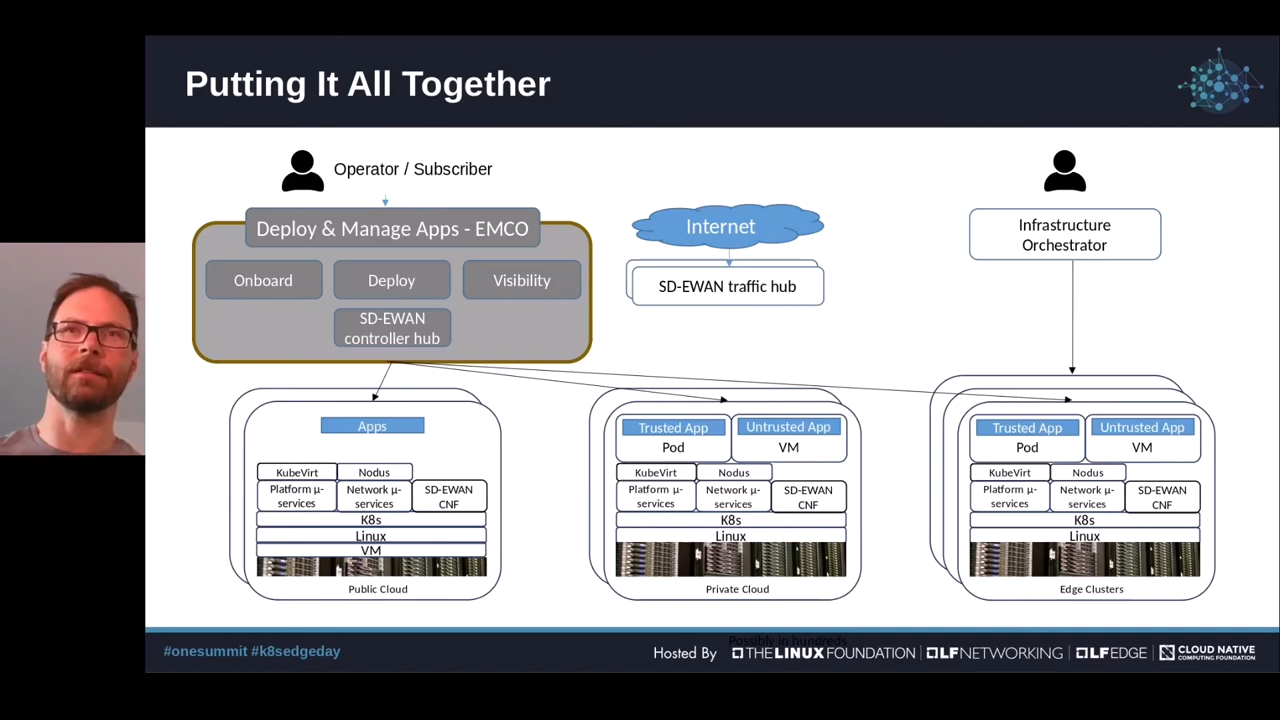 Putting It All Together
Operator / Subscriber
Deploy & Manage Apps - EMCO
Onboard
Deploy
Visibility
SD-EWAN
controller hub
Internet
SD-EWAN traffic hub
Infrastructure
Orchestrator
Apps
KubeVirt
Nodus
Platform µ-
services
Network µ-
services
SD-EWAN
CNF
K8s
Linux
VM
Public Cloud
Trusted App
Untrusted App
Pod
VM
KubeVirt
Nodus
Platform µ-
services
Network µ-
services
SD-EWAN
CNF
K8s
Linux
Private Cloud
Trusted App
Untrusted App
Pod
VM
KubeVirt
Nodus
Platform µ-
services
Network µ-
services
SD-EWAN
CNF
K8s
Linux
Edge Clusters
Possibly in hundreds
#onesummit #k8sedgeday
Hosted By
THE LINUX FOUNDATION
LF NETWORKING
LF EDGE
CLOUD NATIVE
COMPUTING FOUNDATION